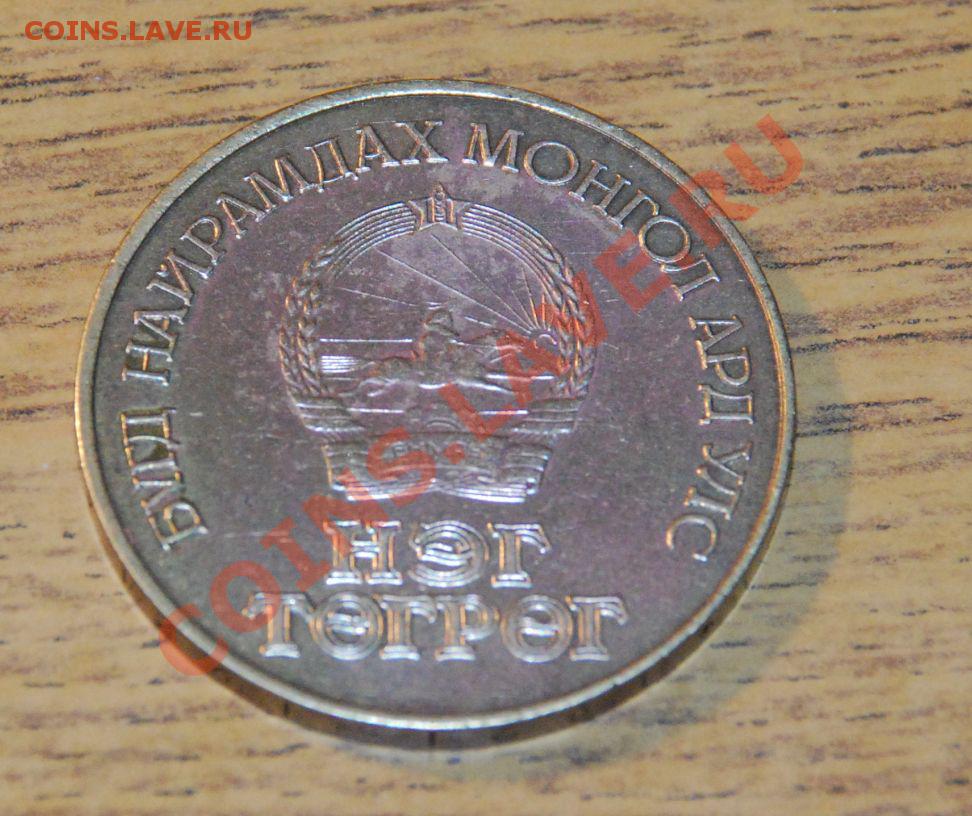 COINS.LAVE.RU
БҮГД НАЙРАМДАХ МОНГОЛ АРД УЛС
НЭГ
ТӨГРӨГ
COINS.LAVE.RU